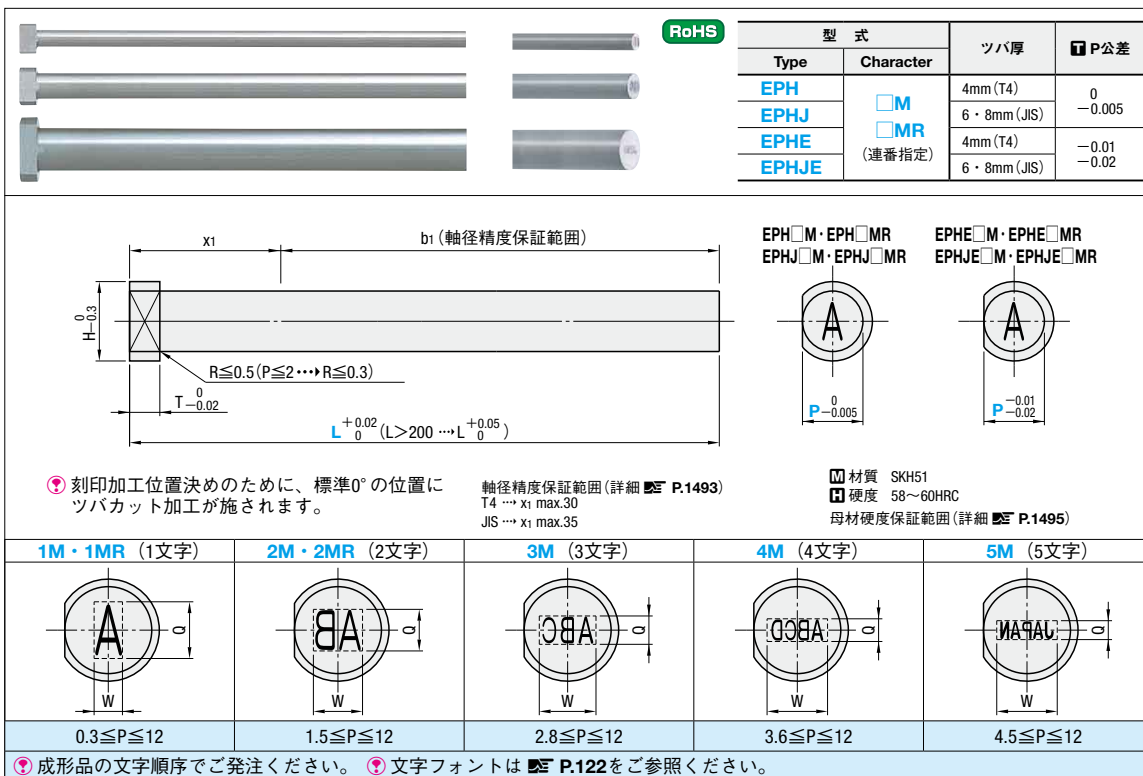 RoHS
型 式 ツバ厚 T P公差
Type Character
EPH □M □MR (連番指定) 4mm(T4) 0 −0.005
EPHJ 6・8mm(JIS)
EPHE 4mm(T4) −0.01 −0.02
EPHJE 6・8mm(JIS)
x1 b1(軸径精度保証範囲)
H 0 −0.3
R≦0.5(P≦2 ····▸ R≦0.3)
T 0 −0.02
L +0.02 0 (L>200 ····▸ L +0.05 0)
EPH□M・EPH□MR
EPHJ□M・EPHJ□MR
A
P 0 −0.005
EPHE□M・EPHE□MR
EPHJE□M・EPHJE□MR
A
P −0.01 −0.02
刻印加工位置決めのために、標準0°の位置に
ツバカット加工が施されます。
軸径精度保証範囲(詳細 P.1493)
T4 ····▸ x1 max.30
JIS ····▸ x1 max.35
M 材質 SKH51
H 硬度 58〜60HRC
母材硬度保証範囲(詳細 P.1495)
1M・1MR (1文字) 2M・2MR (2文字) 3M (3文字) 4M (4文字) 5M (5文字)
A Q W
AB Q W
ABC Q W
ABCD Q W
JAPAN Q W
0.3≦P≦12 1.5≦P≦12 2.8≦P≦12 3.6≦P≦12 4.5≦P≦12
成形品の文字順序でご発注ください。 文字フォントは P.122をご参照ください。